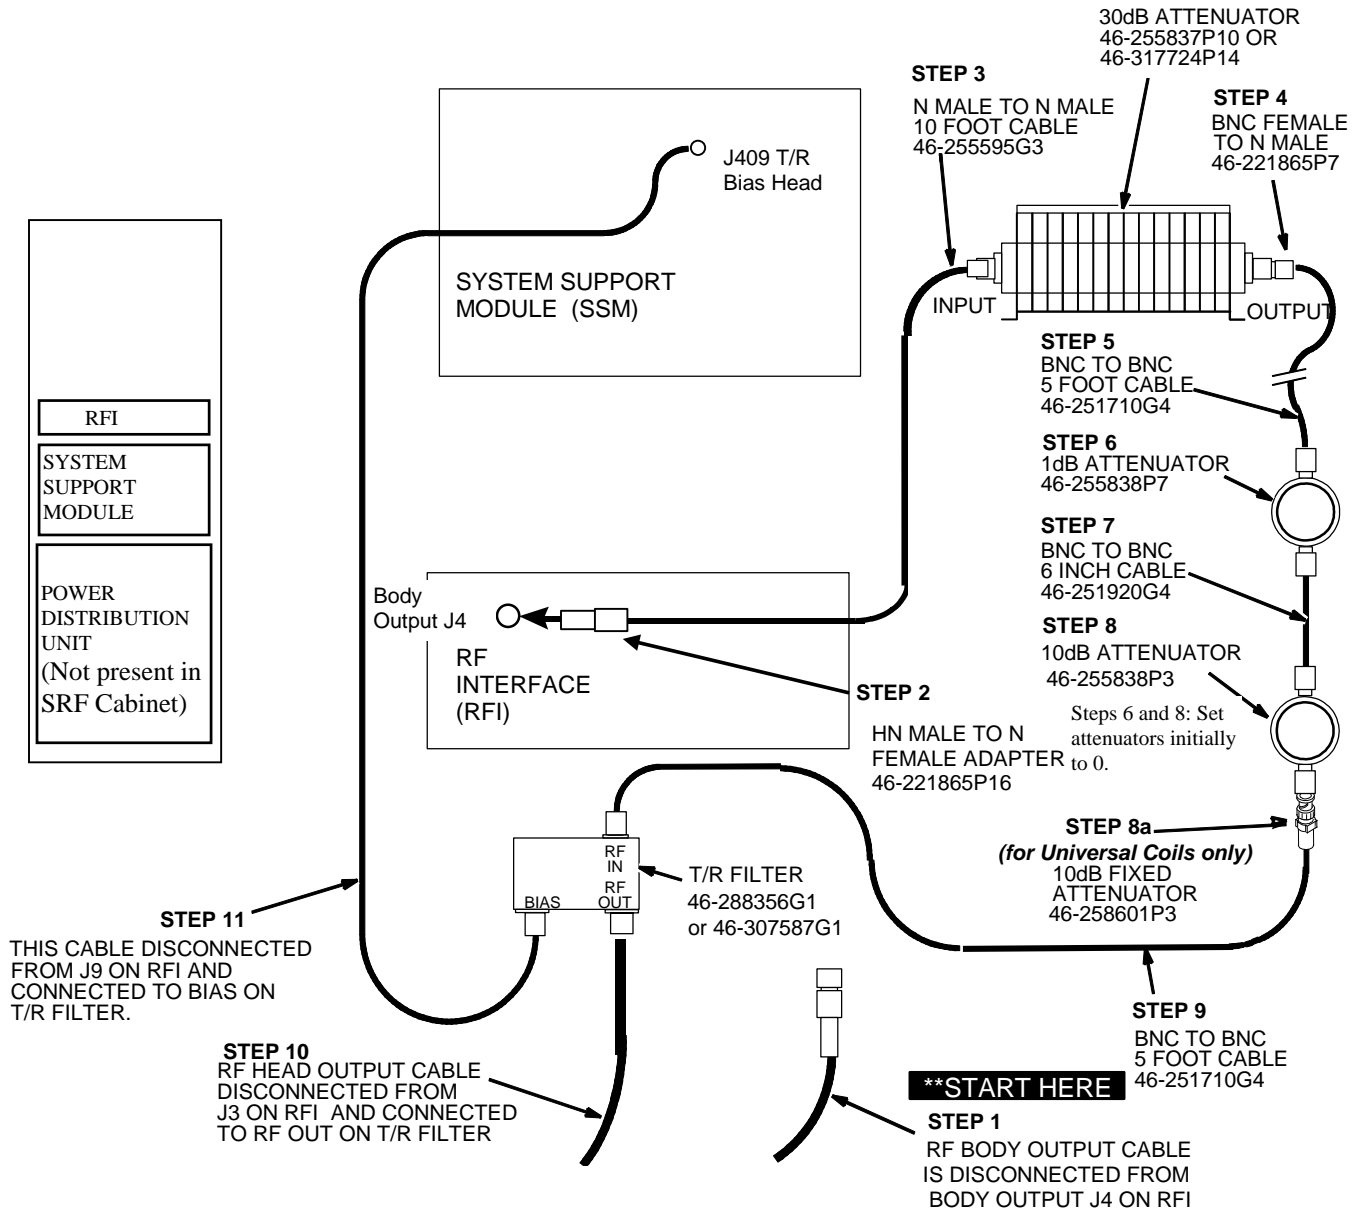 30dB ATTENUATOR
46-255837P10 OR
46-317724P14
STEP 3
N MALE TO N MALE
10 FOOT CABLE
46-255595G3
STEP 4
BNC FEMALE
TO N MALE
46-221865P7
J409 T/R
Bias Head
SYSTEM SUPPORT
MODULE (SSM)
INPUT
OUTPUT
STEP 5
BNC TO BNC
5 FOOT CABLE
46-251710G4
RFI
SYSTEM
SUPPORT
MODULE
POWER
DISTRIBUTION
UNIT
(Not present in
SRF Cabinet)
STEP 6
1dB ATTENUATOR
46-255838P7
STEP 7
BNC TO BNC
6 INCH CABLE
46-251920G4
Body
Output J4
RF
INTERFACE
(RFI)
STEP 8
10dB ATTENUATOR
46-255838P3
Steps 6 and 8: Set
attenuators initially
to 0.
STEP 2
HN MALE TO N
FEMALE ADAPTER
46-221865P16
STEP 8a
(for Universal Coils only)
10dB FIXED
ATTENUATOR
46-258601P3
RF
IN
RF
OUT
BIAS
T/R FILTER
46-288356G1
or 46-307587G1
STEP 11
THIS CABLE DISCONNECTED
FROM J9 ON RFI AND
CONNECTED TO BIAS ON
T/R FILTER.
STEP 9
BNC TO BNC
5 FOOT CABLE
46-251710G4
STEP 10
RF HEAD OUTPUT CABLE
DISCONNECTED FROM
J3 ON RFI AND CONNECTED
TO RF OUT ON T/R FILTER
**START HERE
STEP 1
RF BODY OUTPUT CABLE
IS DISCONNECTED FROM
BODY OUTPUT J4 ON RFI